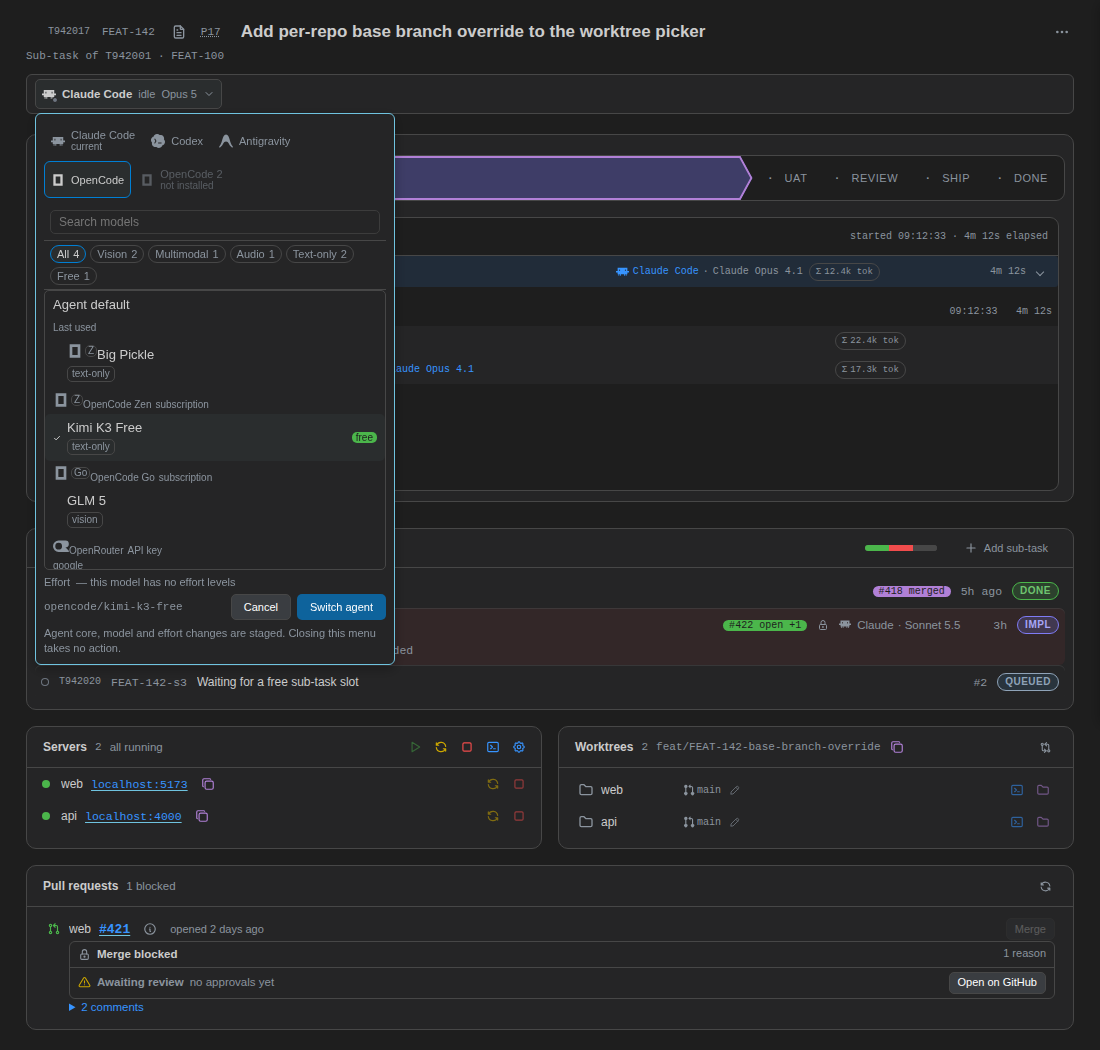 T942017 FEAT-142 P17 Add per-repo base branch override to the worktree picker
Sub-task of T942001 · FEAT-100
Claude Code idle Opus 5
Claude Code
current
Codex
Antigravity
OpenCode
OpenCode 2
not installed
Search models
All 4
Vision 2
Multimodal 1
Audio 1
Text-only 2
Free 1
Agent default
Last used
Z Big Pickle
text-only
Z OpenCode Zen subscription
Kimi K3 Free
text-only
free
Go OpenCode Go subscription
GLM 5
vision
OpenRouter API key
google
Effort — this model has no effort levels
opencode/kimi-k3-free
Cancel
Switch agent
Agent core, model and effort changes are staged. Closing this menu
takes no action.
· UAT · REVIEW · SHIP · DONE
started 09:12:33 · 4m 12s elapsed
Claude Code · Claude Opus 4.1 Σ 12.4k tok 4m 12s
09:12:33 4m 12s
Σ 22.4k tok
aude Opus 4.1 Σ 17.3k tok
Add sub-task
#418 merged 5h ago DONE
#422 open +1 Claude · Sonnet 5.5 3h IMPL
ded
T942020 FEAT-142-s3 Waiting for a free sub-task slot #2 QUEUED
Servers 2 all running
web localhost:5173
api localhost:4000
Worktrees 2 feat/FEAT-142-base-branch-override
web main
api main
Pull requests 1 blocked
web #421 opened 2 days ago Merge
Merge blocked 1 reason
Awaiting review no approvals yet Open on GitHub
2 comments